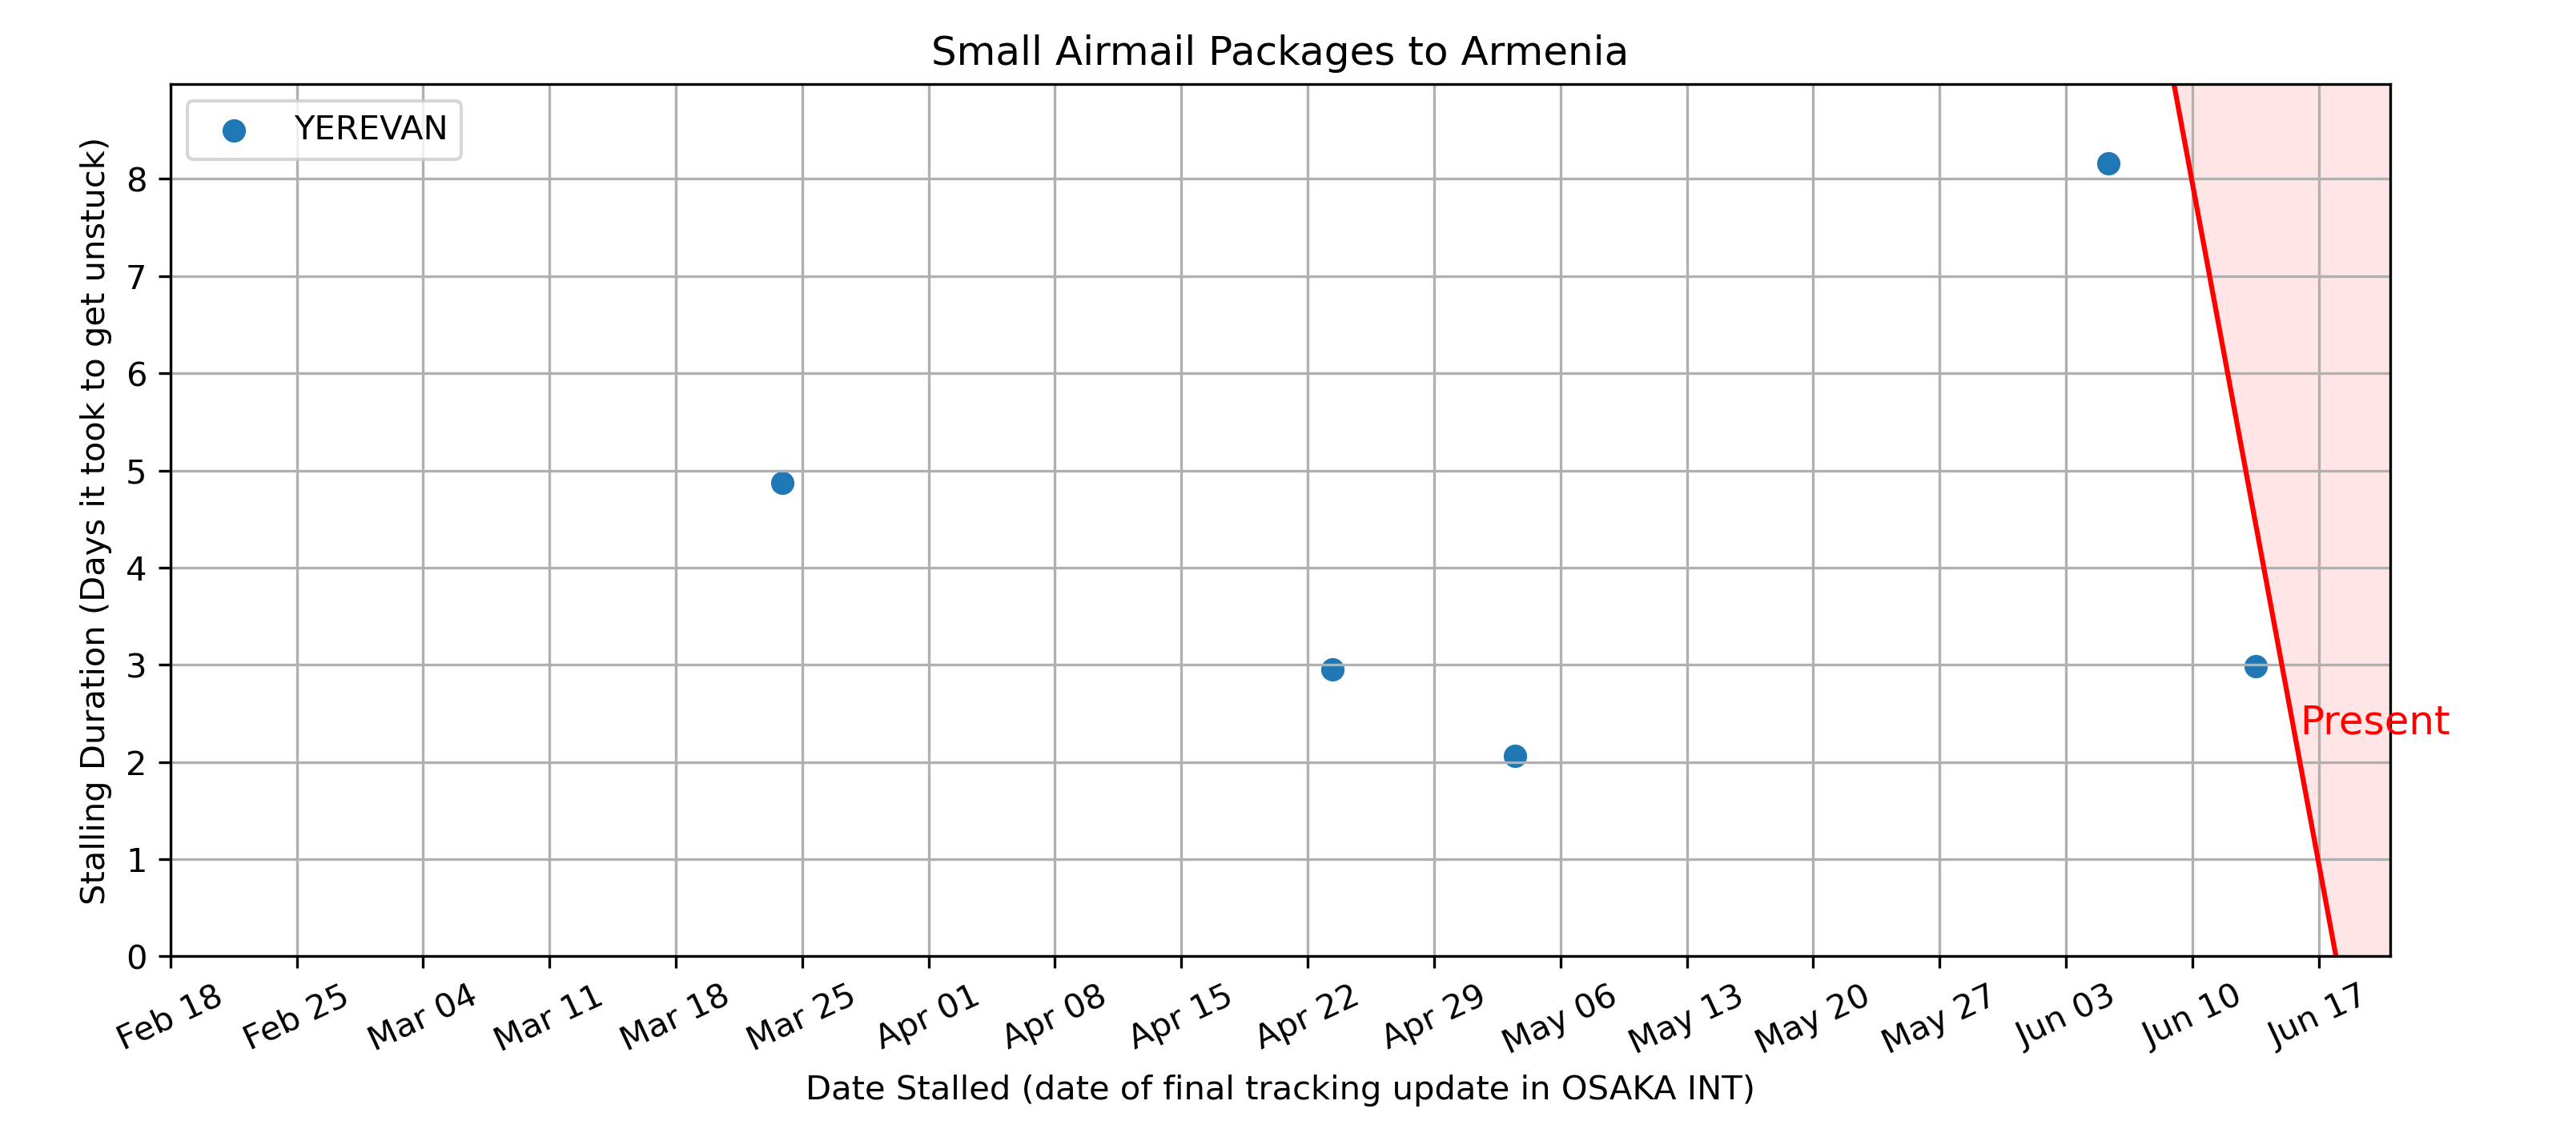 Small Airmail Packages to Armenia
YEREVAN
Stalling Duration (Days it took to get unstuck)
8
7
6
5
4
3
2
1
0
Present
Feb 18
Feb 25
Mar 04
Mar 11
Mar 18
Mar 25
Apr 01
Apr 08
Apr 15
Apr 22
Apr 29
May 06
May 13
May 20
May 27
Jun 03
Jun 10
Jun 17
Date Stalled (date of final tracking update in OSAKA INT)